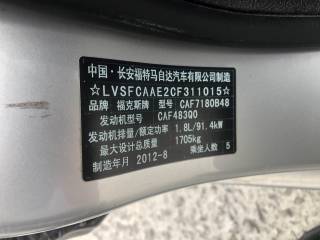 中国·长安福特马自达汽车有限公司制造
☆LVSFCAAE2CF311015☆
品牌 福克斯牌 型号 CAF7180B48
发动机型号 CAF483Q0
发动机排量/额定功率 1.8L/91.4kW
最大设计总质量 1705kg
制造年月 2012-8 乘坐人数 5